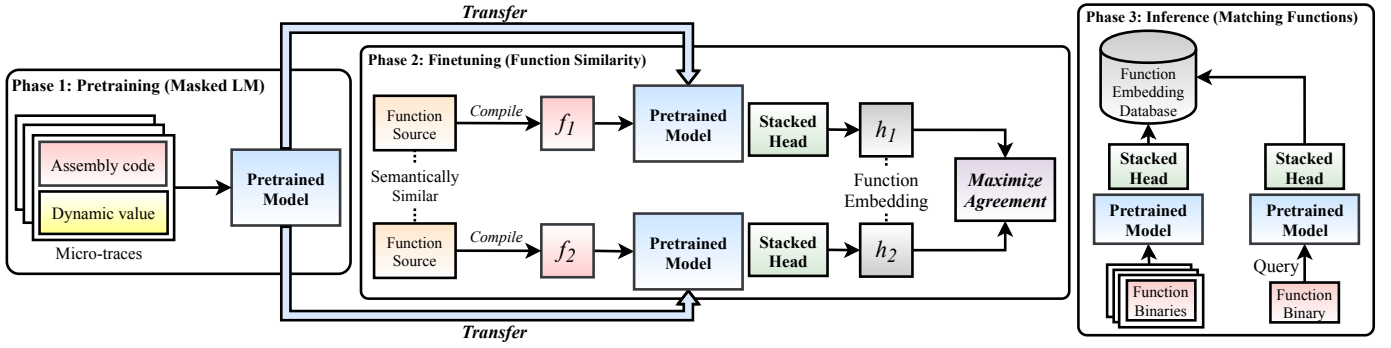 Transfer
Phase 1: Pretraining (Masked LM)
Assembly code
Dynamic value
Micro-traces
Pretrained
Model
Phase 2: Finetuning (Function Similarity)
Function
Source
Compile
f1
Pretrained
Model
Stacked
Head
h1
Semantically
Similar
Function
Embedding
Maximize
Agreement
Function
Source
Compile
f2
Pretrained
Model
Stacked
Head
h2
Transfer
Phase 3: Inference (Matching Functions)
Function
Embedding
Database
Stacked
Head
Pretrained
Model
Function
Binaries
Stacked
Head
Pretrained
Model
Query
Function
Binary